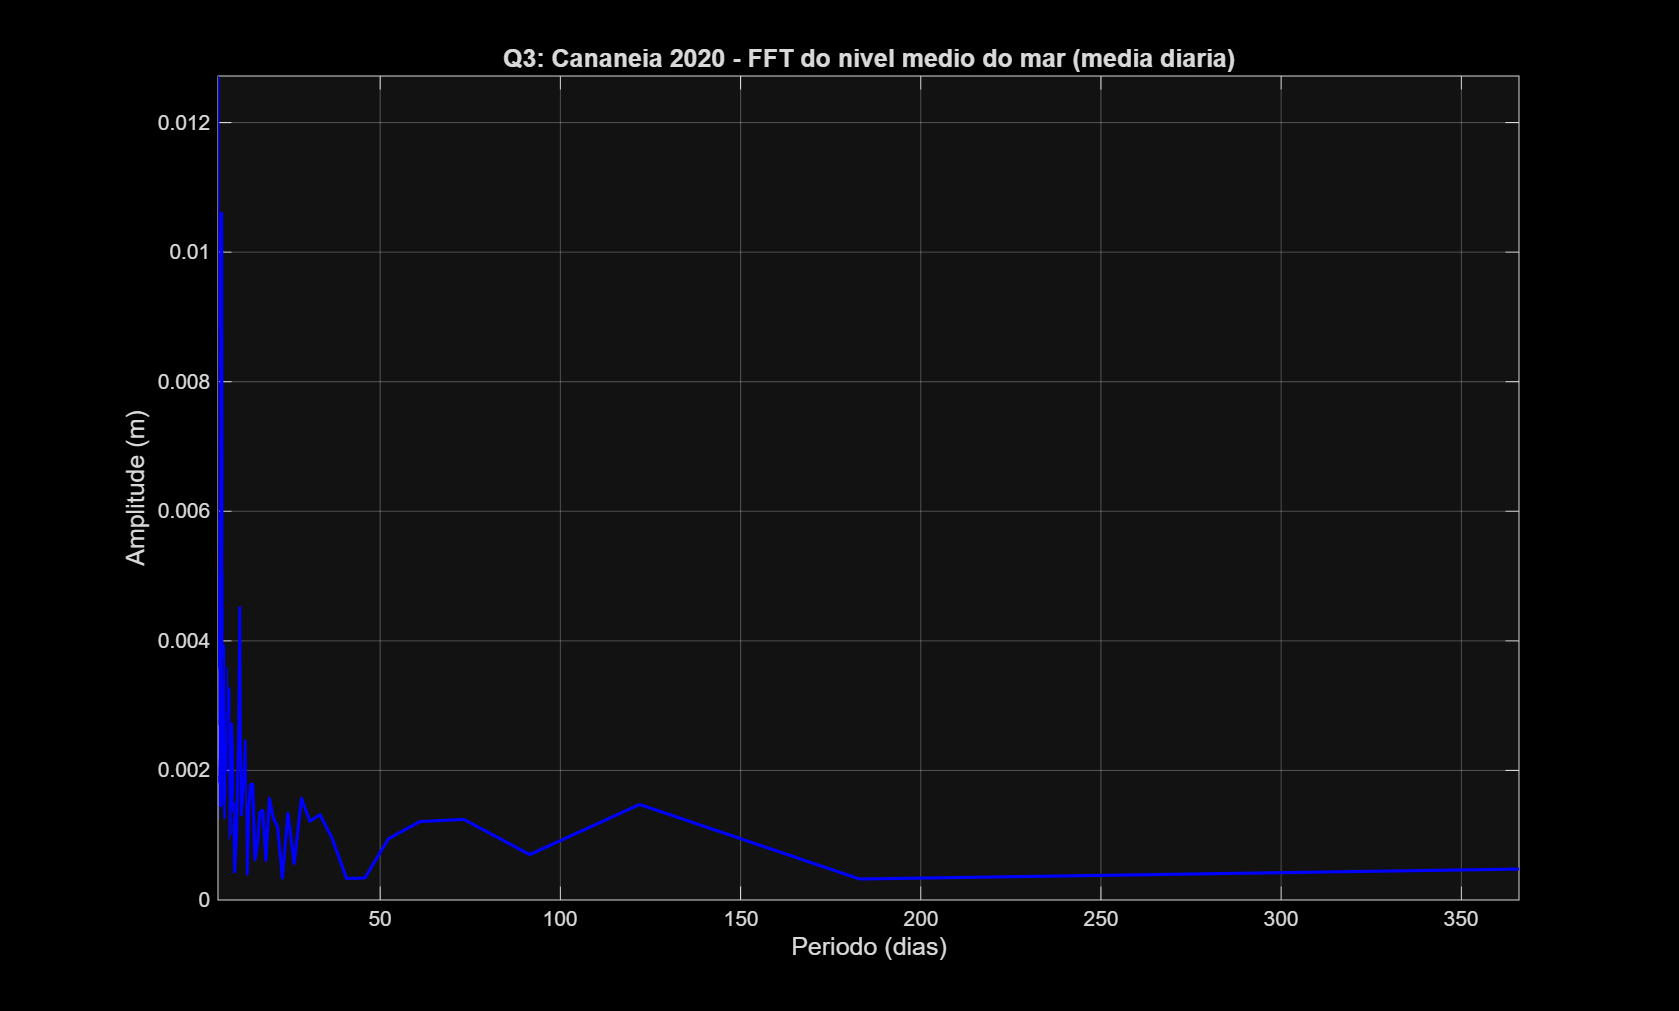 Q3: Cananeia 2020 - FFT do nivel medio do mar (media diaria)
0.012
0.01
0.008
0.006
0.004
0.002
0
Amplitude (m)
50 100 150 200 250 300 350
Periodo (dias)